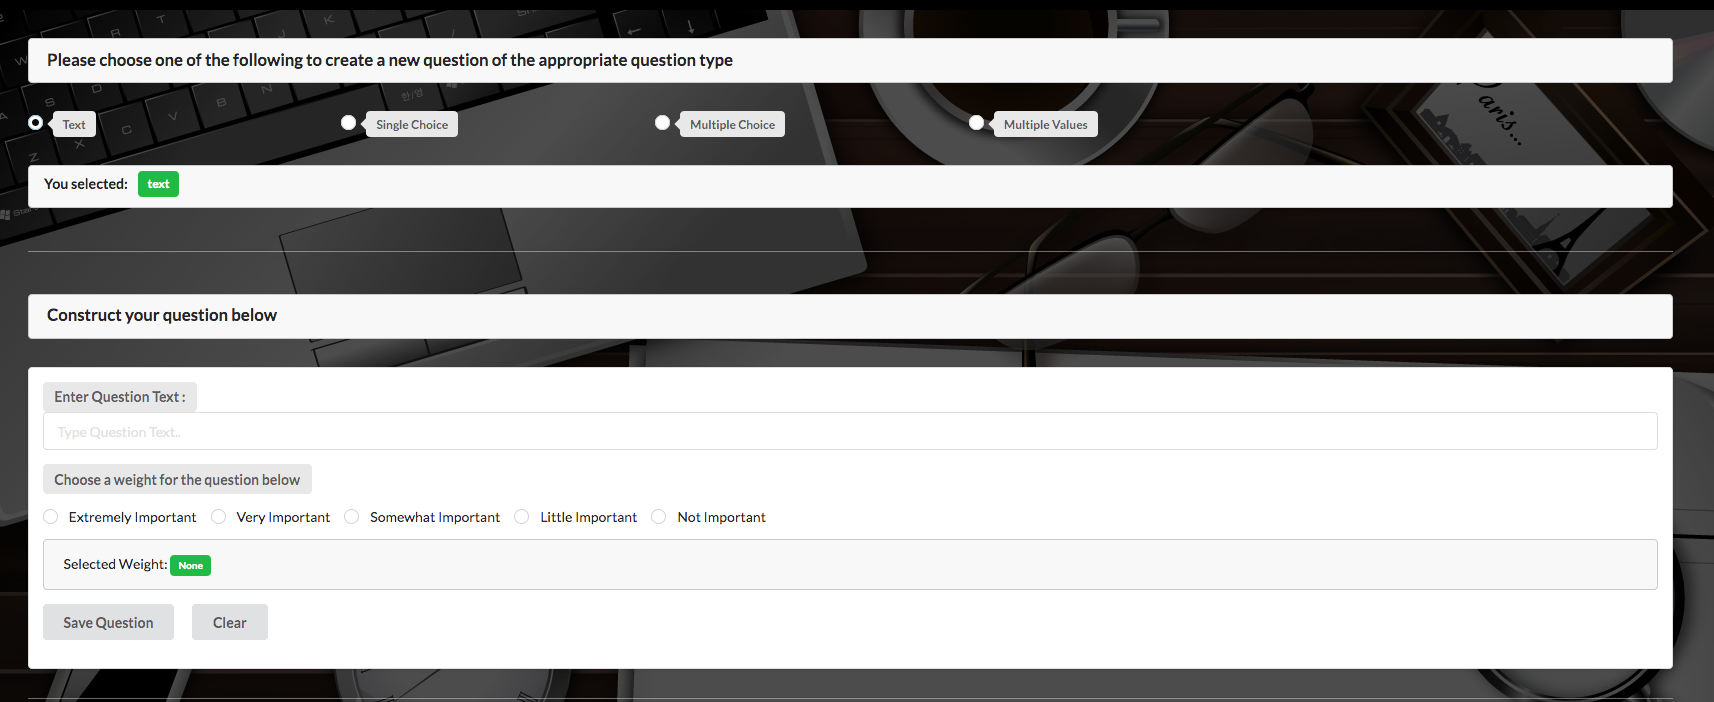 Please choose one of the following to create a new question of the appropriate question type
Text Single Choice Multiple Choice Multiple Values
You selected: text
Construct your question below
Enter Question Text :
Type Question Text..
Choose a weight for the question below
Extremely Important Very Important Somewhat Important Little Important Not Important
Selected Weight: None
Save Question Clear
aris...